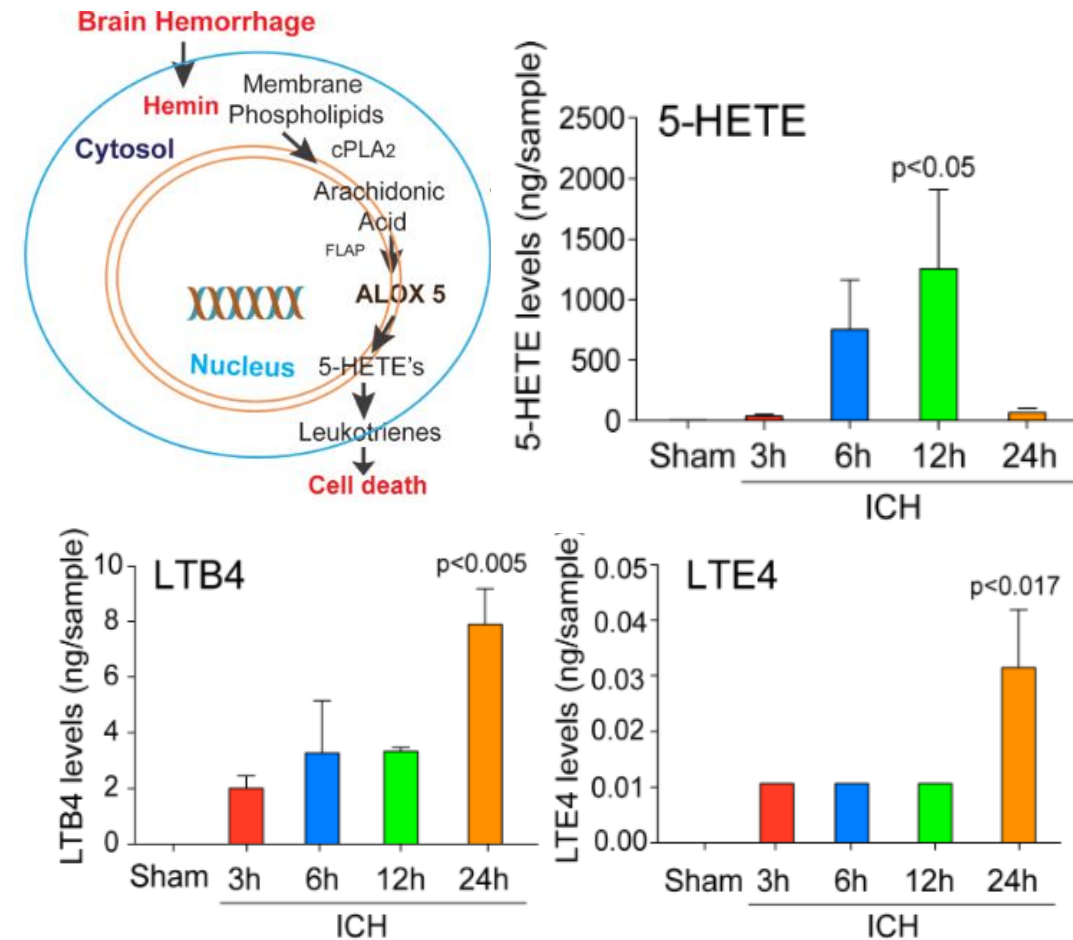 Brain Hemorrhage
Membrane
Hemin
Phospholipids
Cytosol
cPLA2
Arachidonic
Acid
FLAP
ALOX 5
Nucleus
5-HETE's
Leukotrienes
Cell death
5-HETE
5-HETE levels (ng/sample)
2500
2000
1500
1000
500
0
p<0.05
Sham 3h 6h 12h 24h
ICH
LTB4
LTB4 levels (ng/sample)
10
8
6
4
2
0
p<0.005
Sham 3h 6h 12h 24h
ICH
LTE4
LTE4 levels (ng/sample)
0.05
0.04
0.03
0.02
0.01
0.00
p<0.017
Sham 3h 6h 12h 24h
ICH